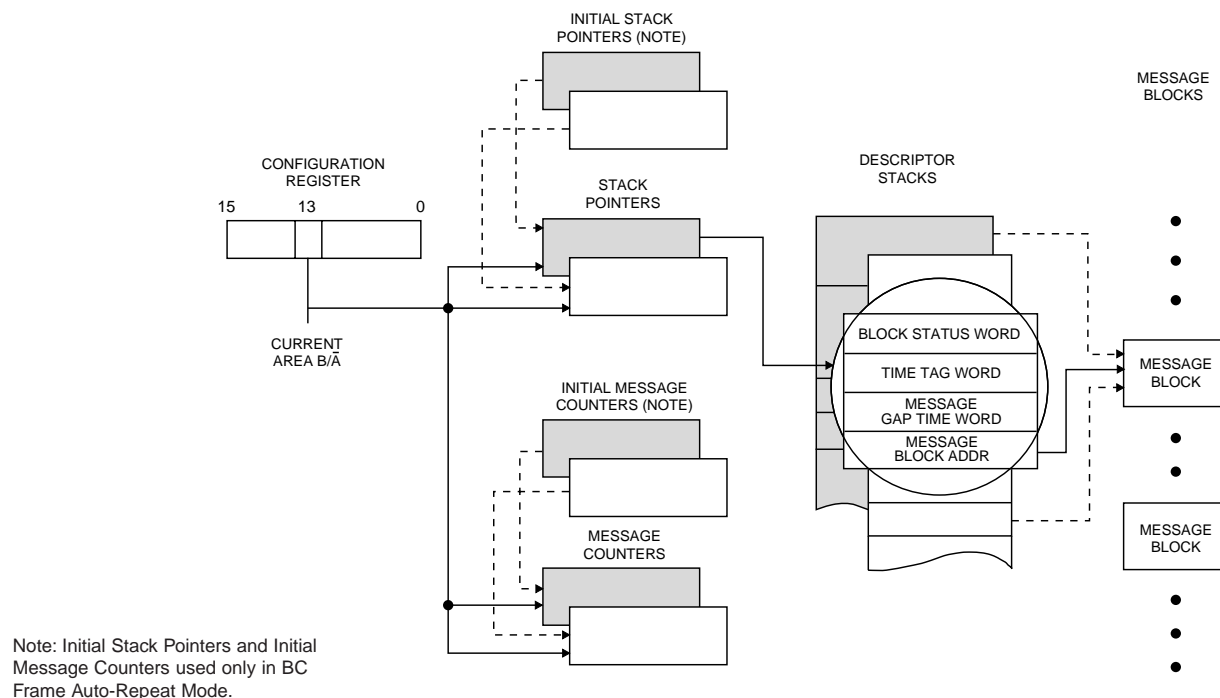 INITIAL STACK
POINTERS (NOTE)
MESSAGE
BLOCKS
CONFIGURATION
REGISTER
15 13 0
STACK
POINTERS
DESCRIPTOR
STACKS
CURRENT
AREA B/A̅
BLOCK STATUS WORD
TIME TAG WORD
MESSAGE
GAP TIME WORD
MESSAGE
BLOCK ADDR
MESSAGE
BLOCK
INITIAL MESSAGE
COUNTERS (NOTE)
MESSAGE
BLOCK
MESSAGE
COUNTERS
Note: Initial Stack Pointers and Initial
Message Counters used only in BC
Frame Auto-Repeat Mode.